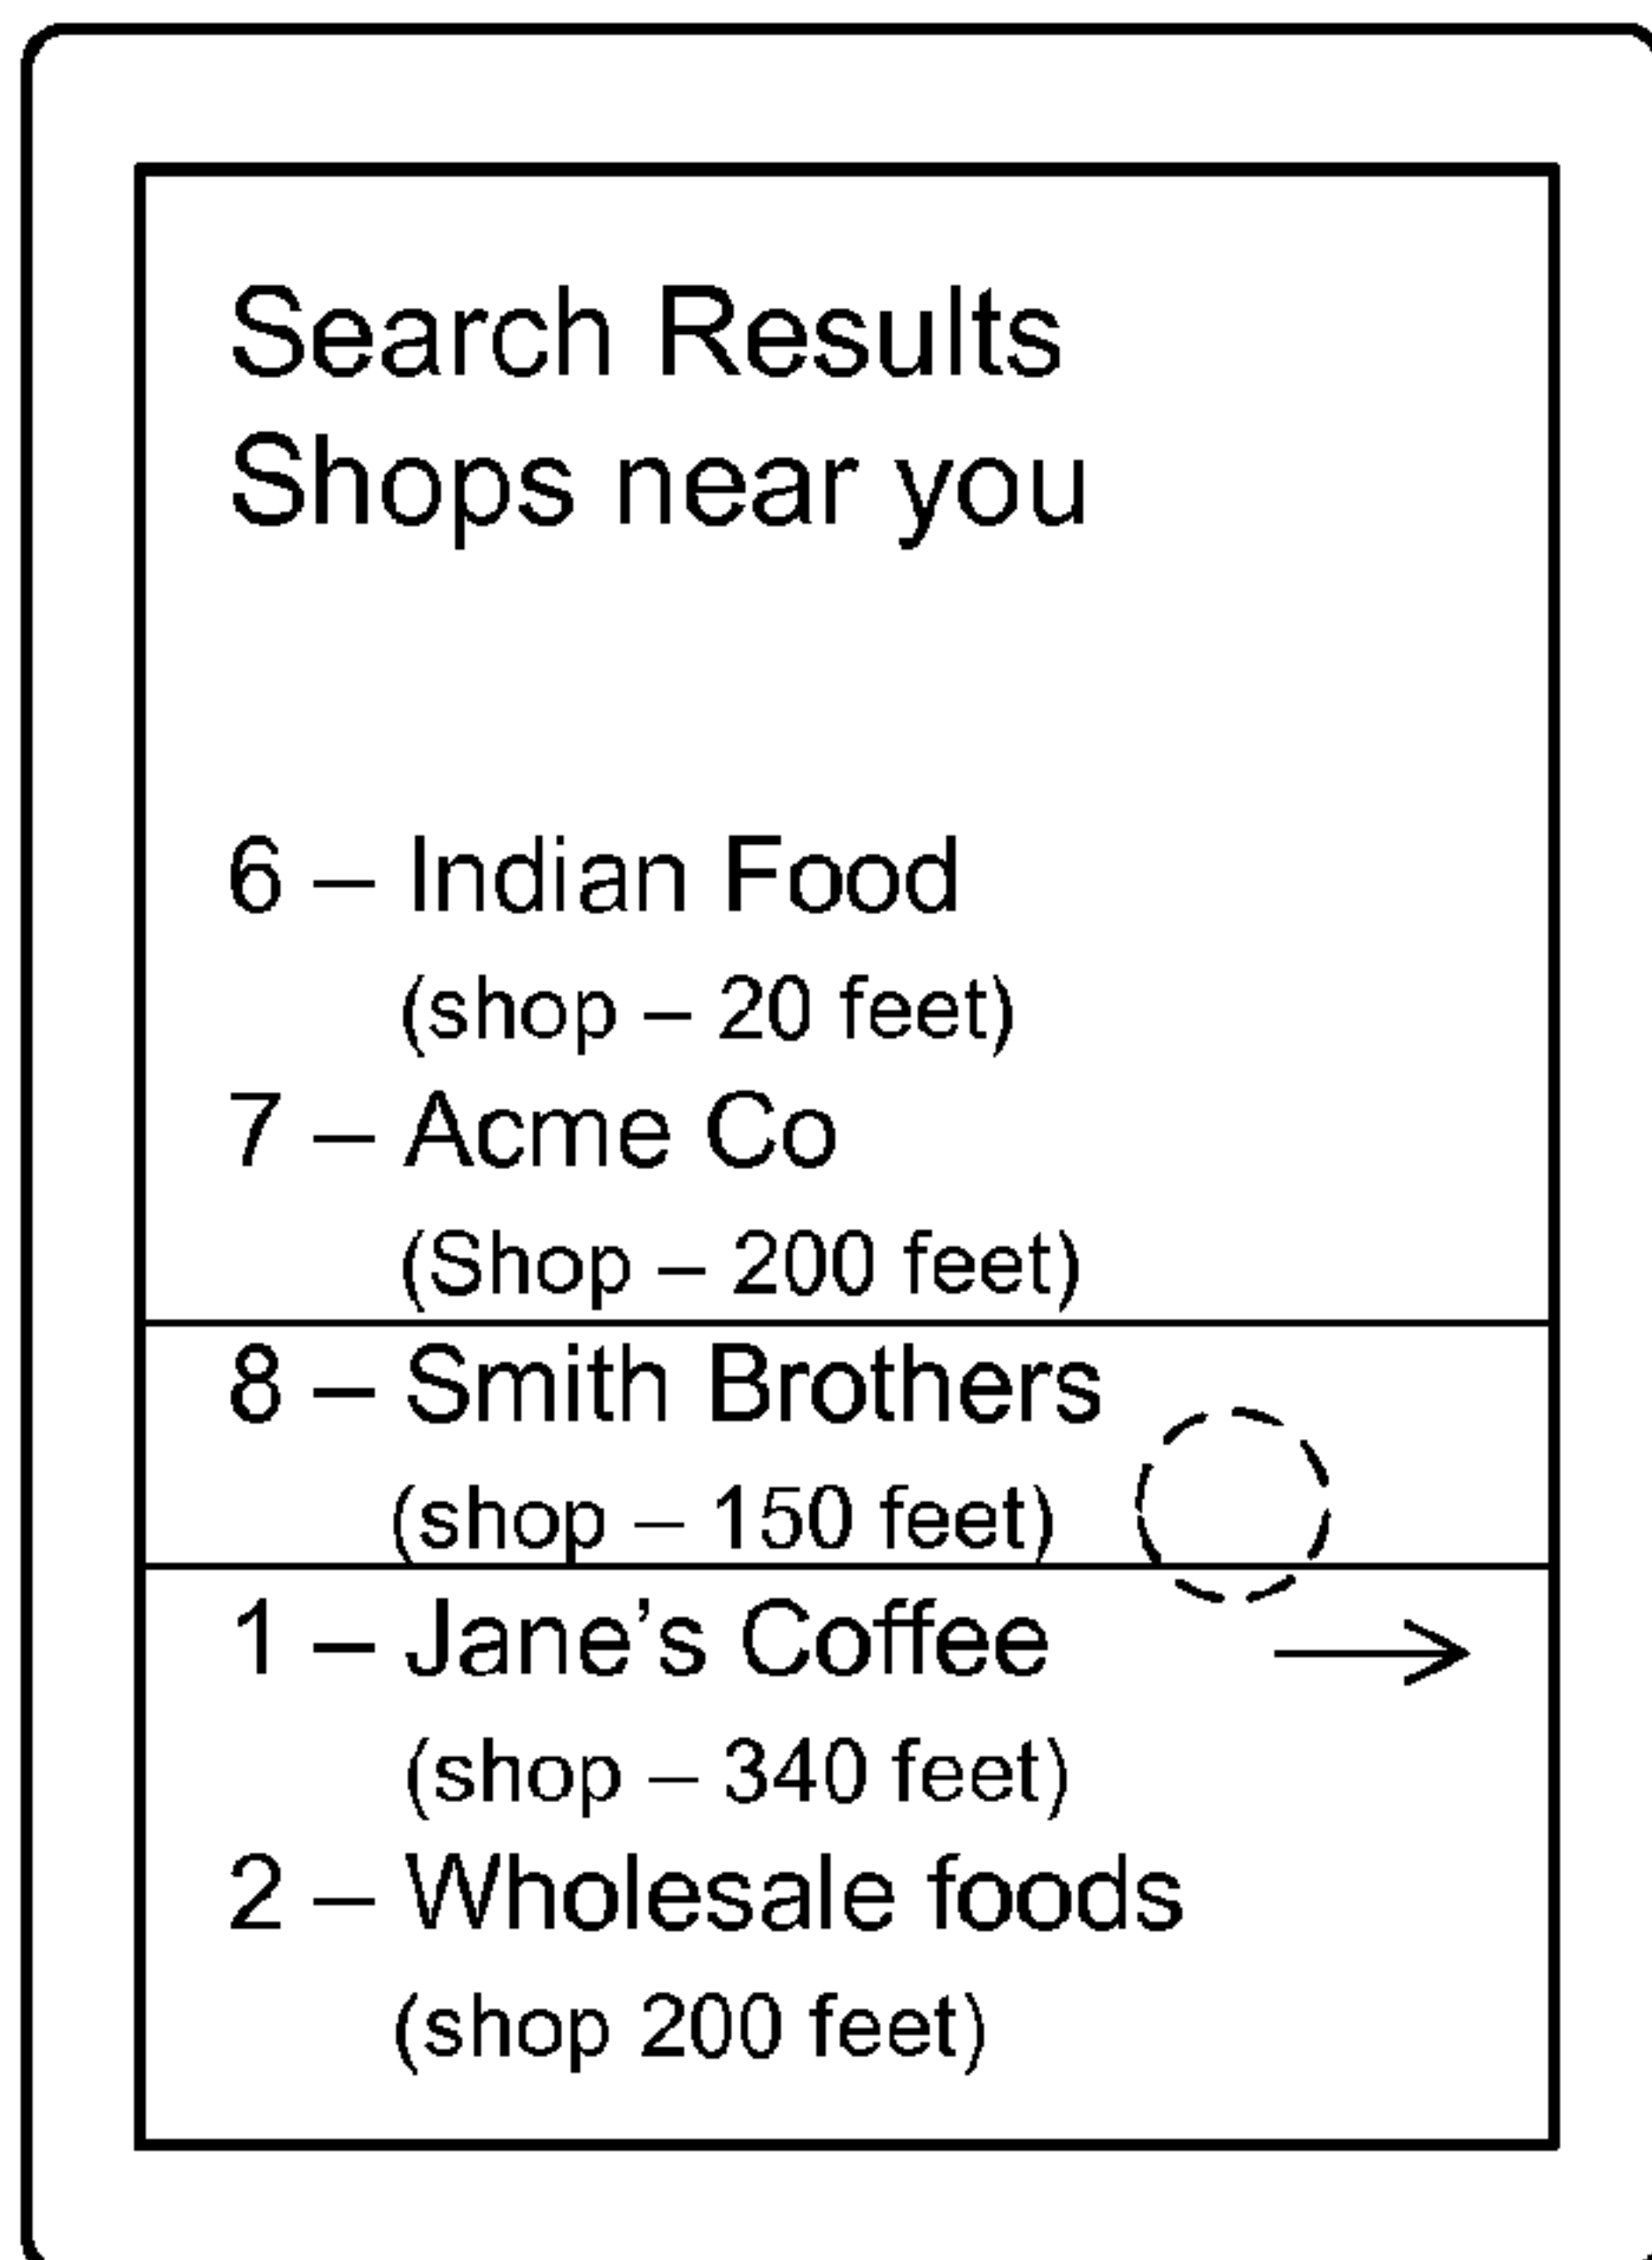 Search Results
Shops near you
6 – Indian Food
(shop – 20 feet)
7 – Acme Co
(Shop – 200 feet)
8 – Smith Brothers
(shop – 150 feet)
1 – Jane’s Coffee
(shop – 340 feet)
2 – Wholesale foods
(shop 200 feet)